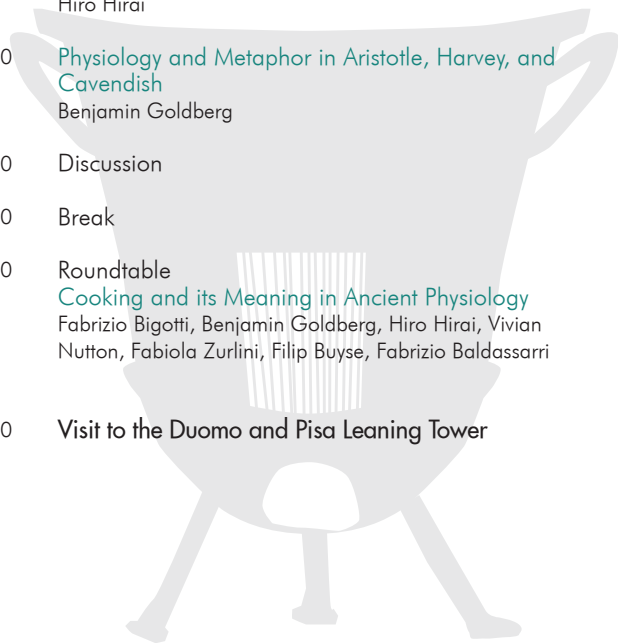 Hiro Hirai
0 Physiology and Metaphor in Aristotle, Harvey, and
Cavendish
Benjamin Goldberg
0 Discussion
0 Break
0 Roundtable
Cooking and its Meaning in Ancient Physiology
Fabrizio Bigotti, Benjamin Goldberg, Hiro Hirai, Vivian
Nutton, Fabiola Zurlini, Filip Buyse, Fabrizio Baldassarri
0 Visit to the Duomo and Pisa Leaning Tower